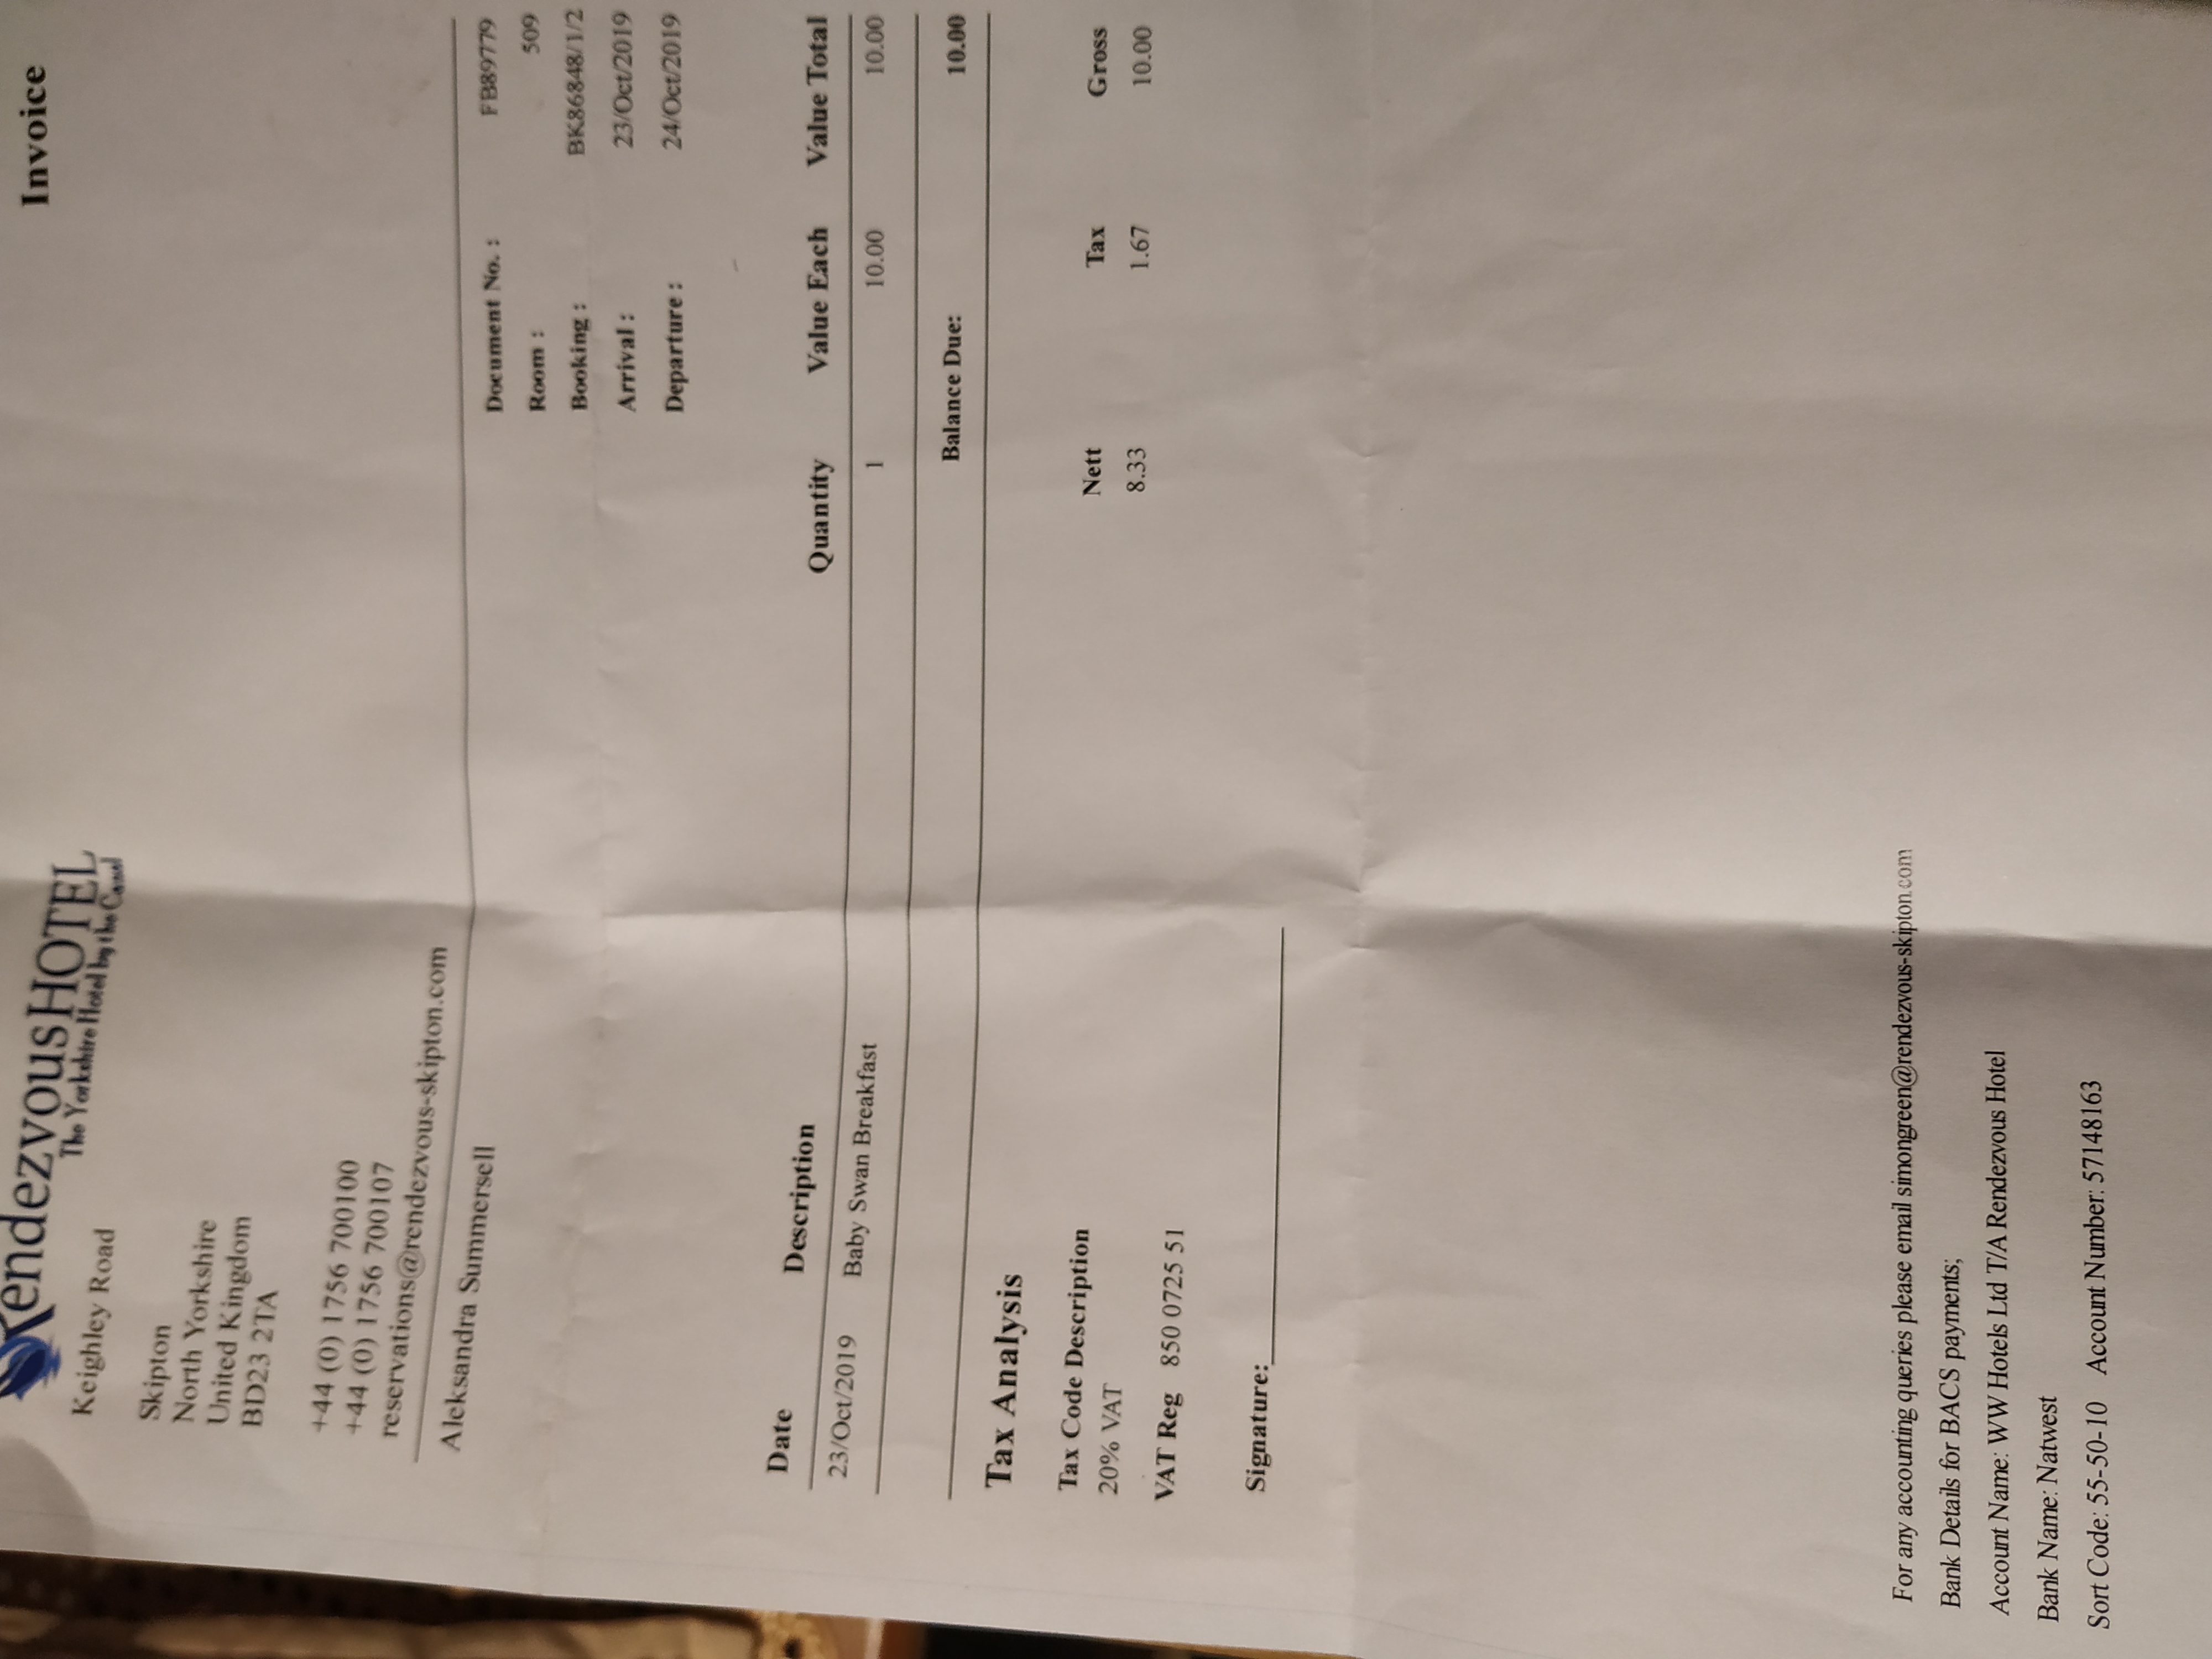 RendezvousHOTEL
The Yorkshire Hotel by the Canal
Invoice
Keighley Road
Skipton
North Yorkshire
United Kingdom
BD23 2TA
+44 (0) 1756 700100
+44 (0) 1756 700107
reservations@rendezvous-skipton.com
Aleksandra Summersell
Document No. : FB89779
Room : 509
Booking : BK86848/1/2
Arrival : 23/Oct/2019
Departure : 24/Oct/2019
Date Description Quantity Value Each Value Total
23/Oct/2019 Baby Swan Breakfast 1 10.00 10.00
Balance Due: 10.00
Tax Analysis
Tax Code Description Nett Tax Gross
20% VAT 8.33 1.67 10.00
VAT Reg 850 0725 51
Signature:
For any accounting queries please email simongreen@rendezvous-skipton.com
Bank Details for BACS payments;
Account Name: WW Hotels Ltd T/A Rendezvous Hotel
Bank Name: Natwest
Sort Code: 55-50-10 Account Number: 57148163